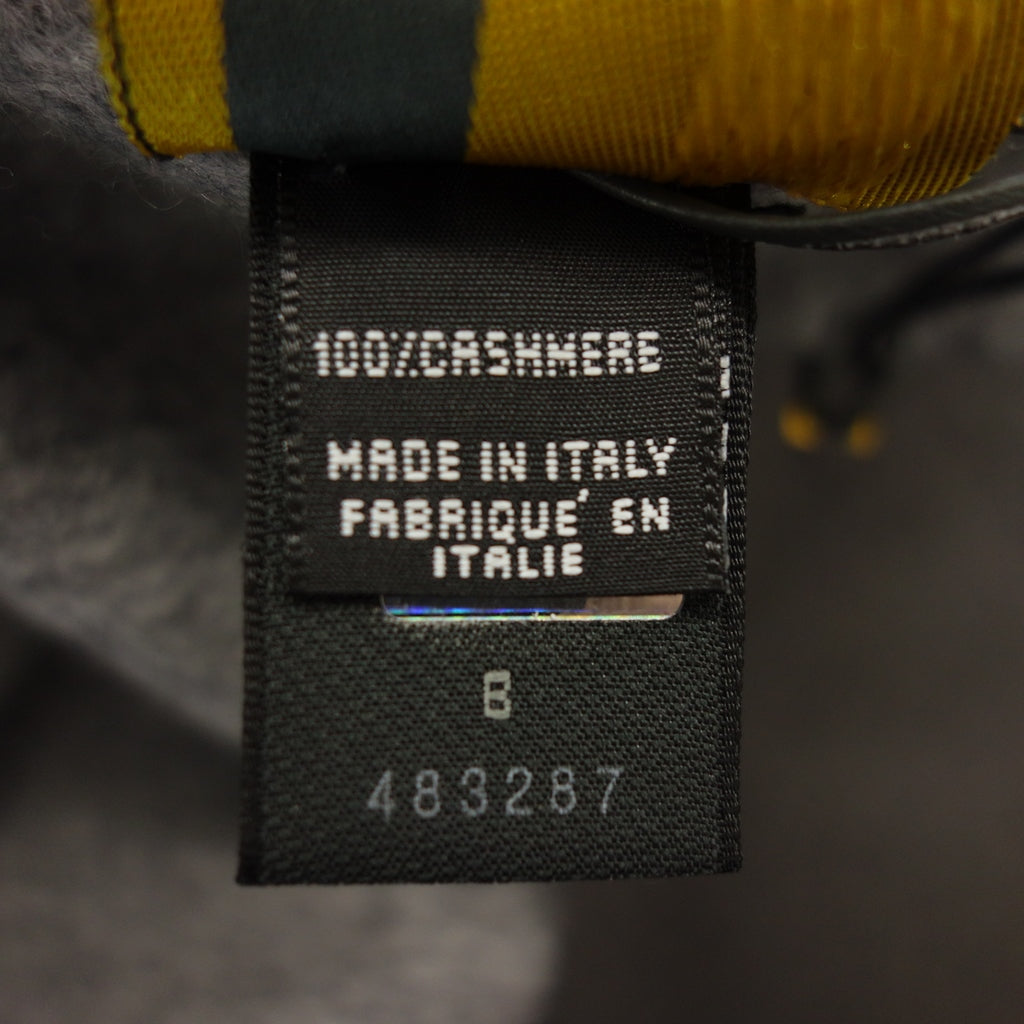 100%CASHMERE
MADE IN ITALY
FABRIQUE' EN
ITALIE
B
483287